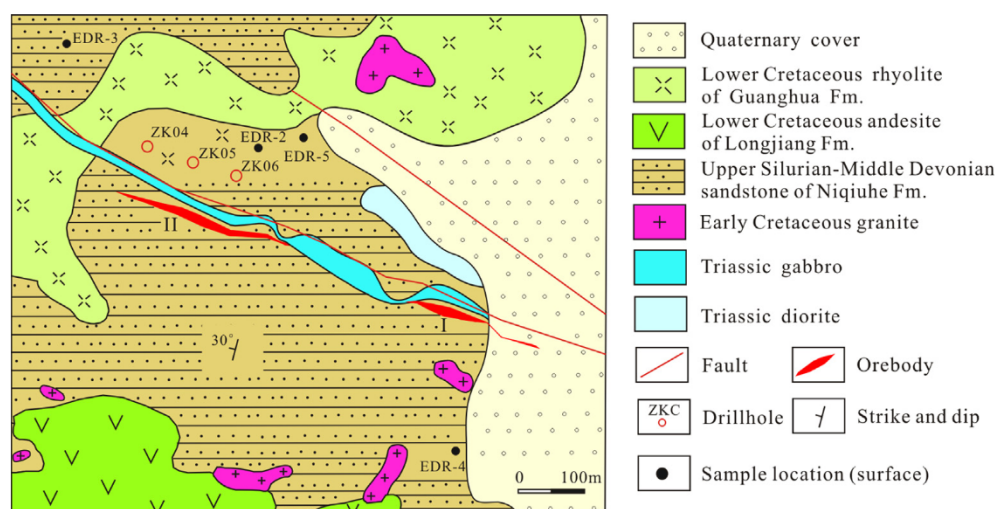 EDR-3
ZK04
EDR-2
ZK05
EDR-5
ZK06
II
I
30°
EDR-4
0 100m
Quaternary cover
Lower Cretaceous rhyolite
of Guanghua Fm.
Lower Cretaceous andesite
of Longjiang Fm.
Upper Silurian-Middle Devonian
sandstone of Niqiuhe Fm.
Early Cretaceous granite
Triassic gabbro
Triassic diorite
Fault
Orebody
ZKC
Drillhole
Strike and dip
Sample location (surface)